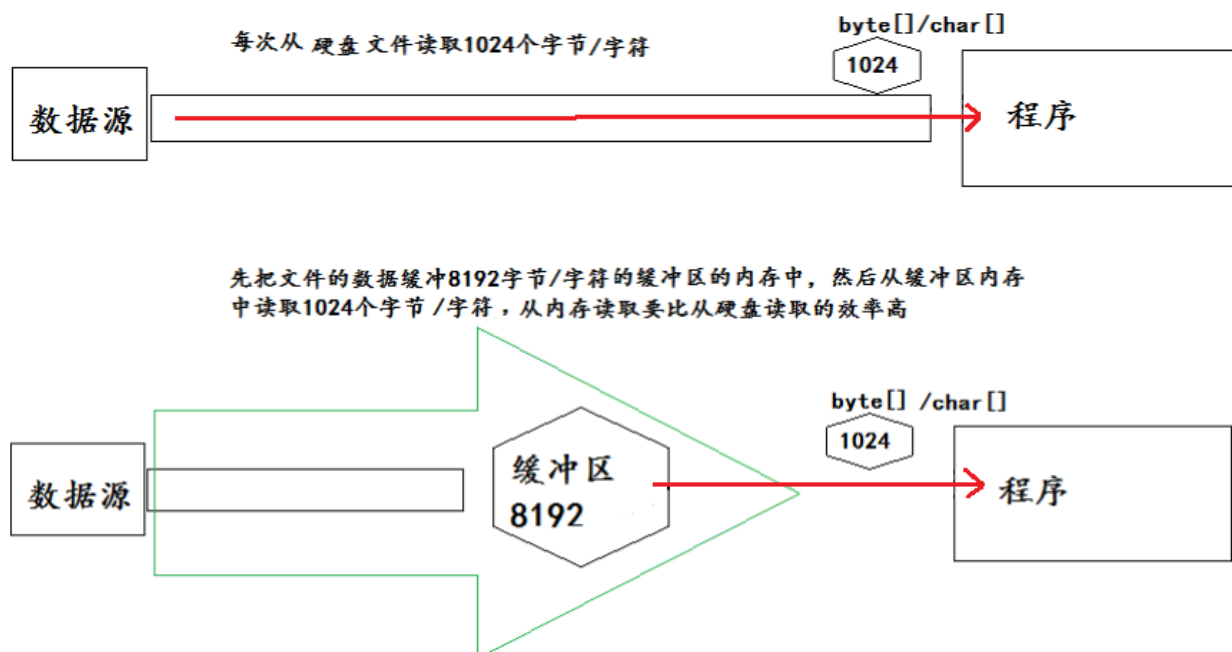 每次从 硬盘 文件读取1024个字节/字符
byte[]/char[]
1024
数据源
程序
先把文件的数据缓冲8192字节/字符的缓冲区的内存中，然后从缓冲区内存
中读取1024个字节 /字符 ，从内存读取要比从硬盘读取的效率高
byte[] /char[]
1024
数据源
缓冲区
8192
程序